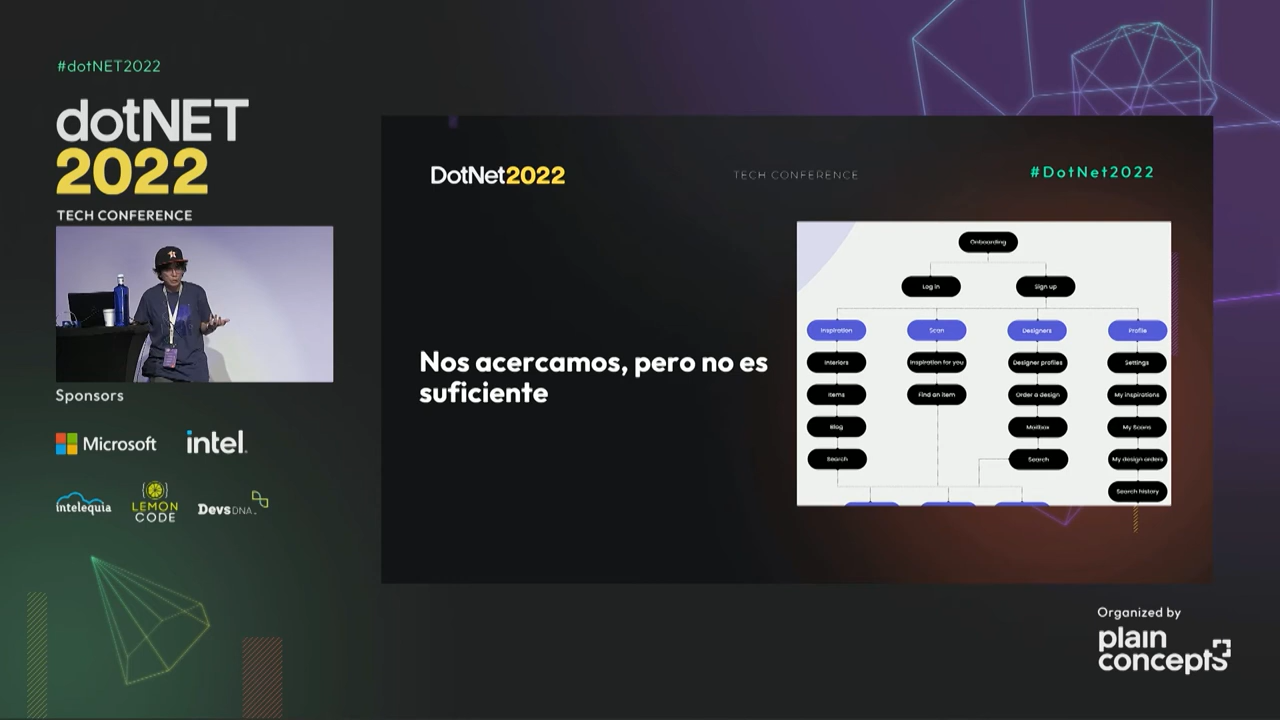 #dotNET2022
dotNET
2022
TECH CONFERENCE
Sponsors
Microsoft
intel.
intelequia
LEMON
CODE
DevsDNA
DotNet2022
TECH CONFERENCE
#DotNet2022
Nos acercamos, pero no es
suficiente
Onboarding
Log in
Sign up
Inspiration
Scan
Designers
Profile
Interiors
Inspiration for you
Designer profiles
Settings
Items
Find an item
Order a design
My inspirations
Blog
Mailbox
My Scans
Search
Search
My design orders
Search history
Organized by
plain
concepts